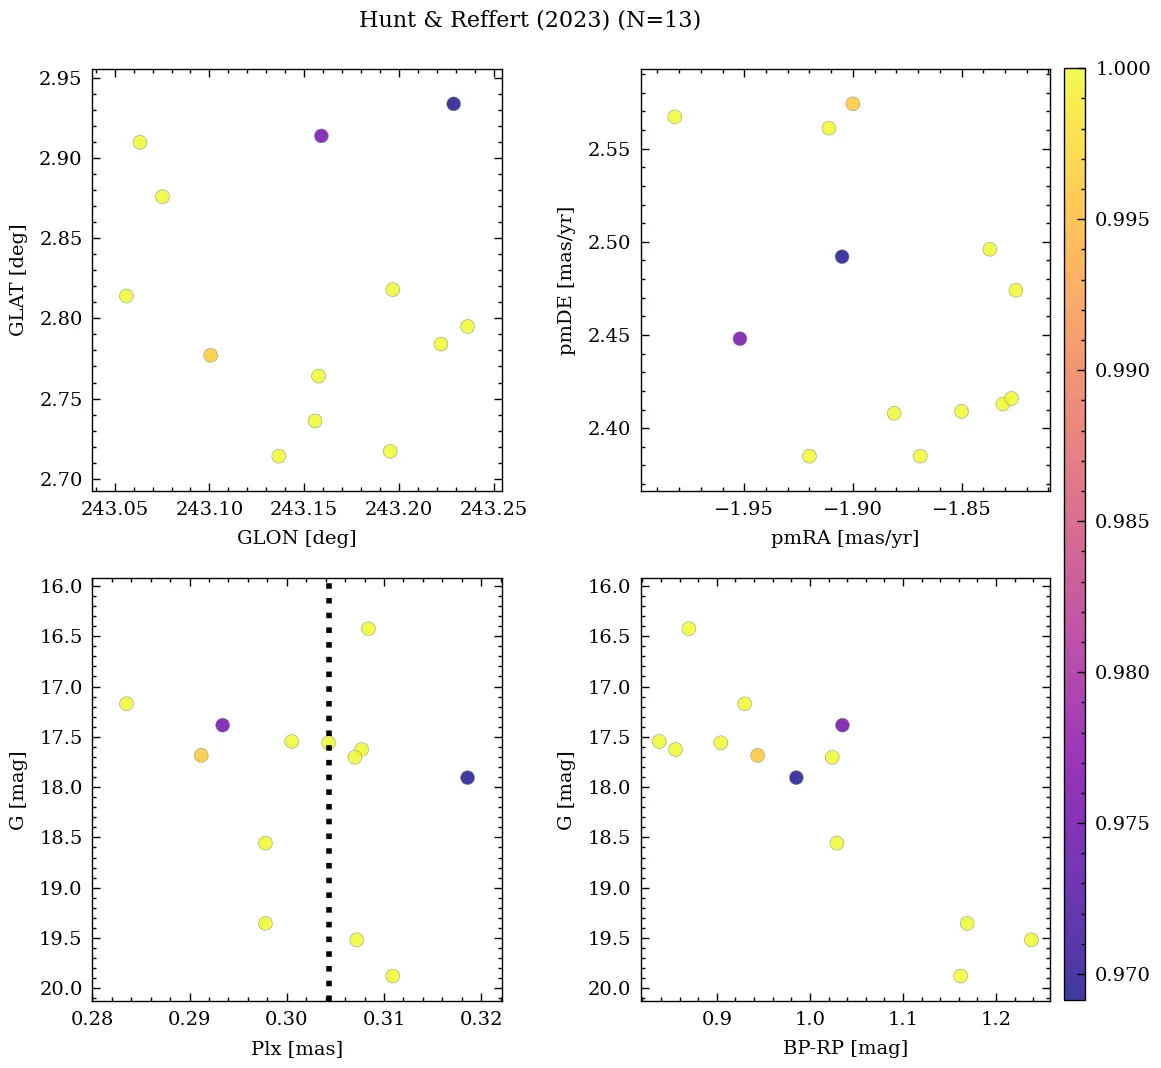 Hunt & Reffert (2023) (N=13)
2.95
2.90
2.85
2.80
2.75
2.70
GLAT [deg]
243.05 243.10 243.15 243.20 243.25
GLON [deg]
2.55
2.50
2.45
2.40
pmDE [mas/yr]
−1.95 −1.90 −1.85
pmRA [mas/yr]
1.000
0.995
0.990
0.985
0.980
0.975
0.970
16.0
16.5
17.0
17.5
18.0
18.5
19.0
19.5
20.0
G [mag]
0.28 0.29 0.30 0.31 0.32
Plx [mas]
16.0
16.5
17.0
17.5
18.0
18.5
19.0
19.5
20.0
G [mag]
0.9 1.0 1.1 1.2
BP-RP [mag]